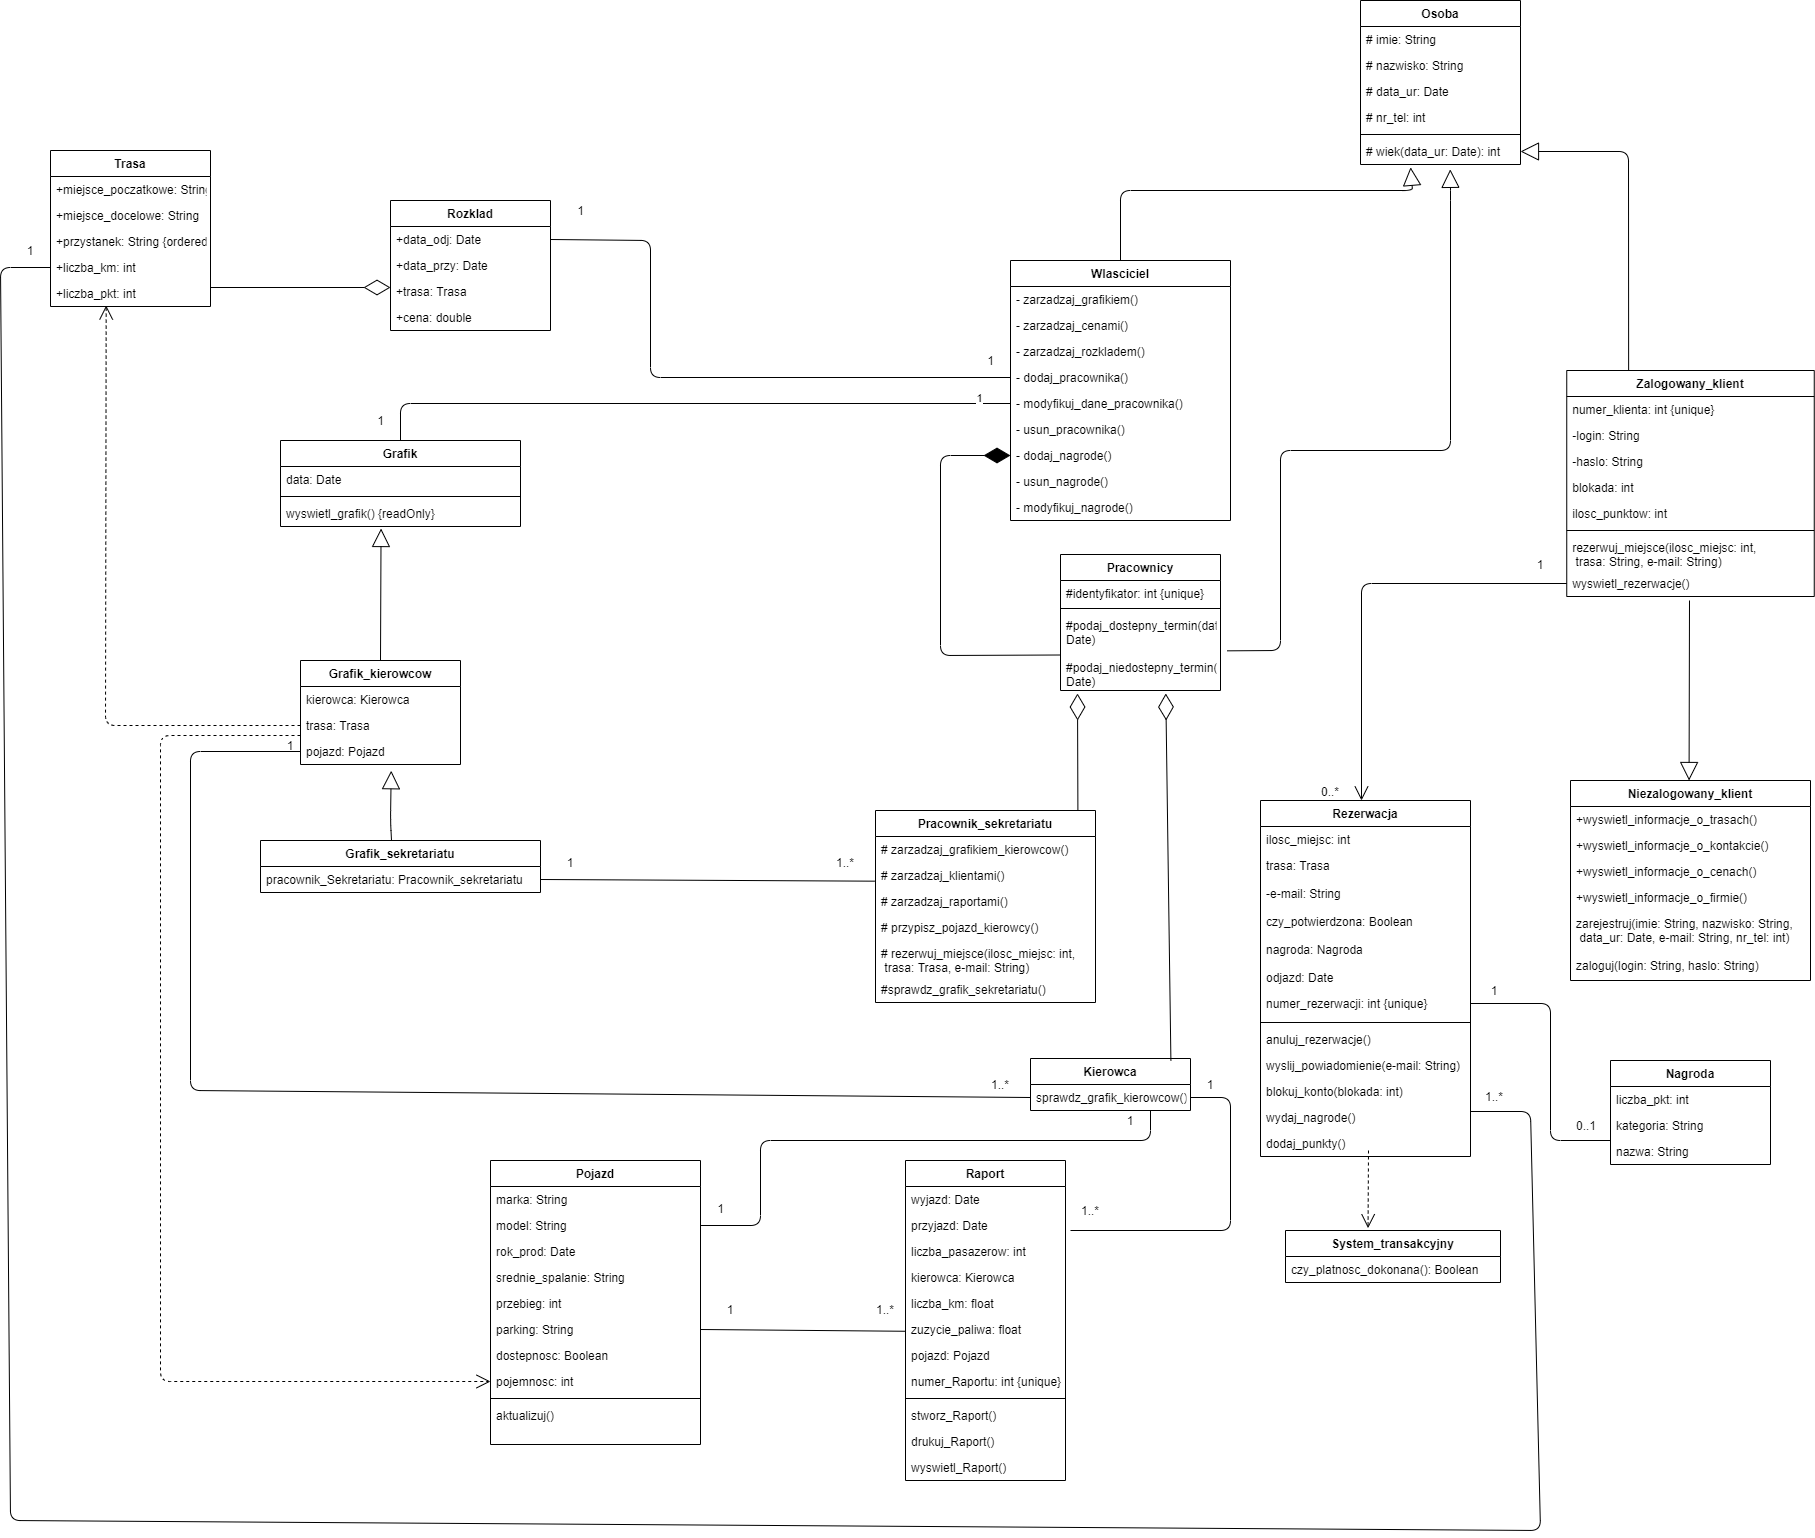 Osoba
# imie: String
# nazwisko: String
# data_ur: Date
# nr_tel: int
# wiek(data_ur: Date): int
Trasa
+miejsce_poczatkowe: Strin
+miejsce_docelowe: String
+przystanek: String {ordered
+liczba_km: int
+liczba_pkt: int
1
Rozklad
+data_odj: Date
+data_przy: Date
+trasa: Trasa
+cena: double
1
1
Wlasciciel
- zarzadzaj_grafikiem()
- zarzadzaj_cenami()
- zarzadzaj_rozkladem()
- dodaj_pracownika()
- modyfikuj_dane_pracownika()
- usun_pracownika()
- dodaj_nagrode()
- usun_nagrode()
- modyfikuj_nagrode()
1
1
Grafik
data: Date
wyswietl_grafik() {readOnly}
Zalogowany_klient
numer_klienta: int {unique}
-login: String
-haslo: String
blokada: int
ilosc_punktow: int
rezerwuj_miejsce(ilosc_miejsc: int,
trasa: String, e-mail: String)
wyswietl_rezerwacje()
1
0..*
Pracownicy
#identyfikator: int {unique}
#podaj_dostepny_termin(dat
Date)
#podaj_niedostepny_termin(
Date)
Grafik_kierowcow
kierowca: Kierowca
trasa: Trasa
pojazd: Pojazd
1
Grafik_sekretariatu
pracownik_Sekretariatu: Pracownik_sekretariatu
1
1..*
Pracownik_sekretariatu
# zarzadzaj_grafikiem_kierowcow()
# zarzadzaj_klientami()
# zarzadzaj_raportami()
# przypisz_pojazd_kierowcy()
# rezerwuj_miejsce(ilosc_miejsc: int,
trasa: Trasa, e-mail: String)
#sprawdz_grafik_sekretariatu()
Rezerwacja
ilosc_miejsc: int
trasa: Trasa
-e-mail: String
czy_potwierdzona: Boolean
nagroda: Nagroda
odjazd: Date
numer_rezerwacji: int {unique}
anuluj_rezerwacje()
wyslij_powiadomienie(e-mail: String)
blokuj_konto(blokada: int)
wydaj_nagrode()
dodaj_punkty()
1
1..*
0..1
Niezalogowany_klient
+wyswietl_informacje_o_trasach()
+wyswietl_informacje_o_kontakcie()
+wyswietl_informacje_o_cenach()
+wyswietl_informacje_o_firmie()
zarejestruj(imie: String, nazwisko: String,
data_ur: Date, e-mail: String, nr_tel: int)
zaloguj(login: String, haslo: String)
Nagroda
liczba_pkt: int
kategoria: String
nazwa: String
1..*
Kierowca
sprawdz_grafik_kierowcow()
1
1
Pojazd
marka: String
model: String
rok_prod: Date
srednie_spalanie: String
przebieg: int
parking: String
dostepnosc: Boolean
pojemnosc: int
aktualizuj()
1
1
1..*
Raport
wyjazd: Date
przyjazd: Date
liczba_pasazerow: int
kierowca: Kierowca
liczba_km: float
zuzycie_paliwa: float
pojazd: Pojazd
numer_Raportu: int {unique}
stworz_Raport()
drukuj_Raport()
wyswietl_Raport()
1..*
System_transakcyjny
czy_platnosc_dokonana(): Boolean